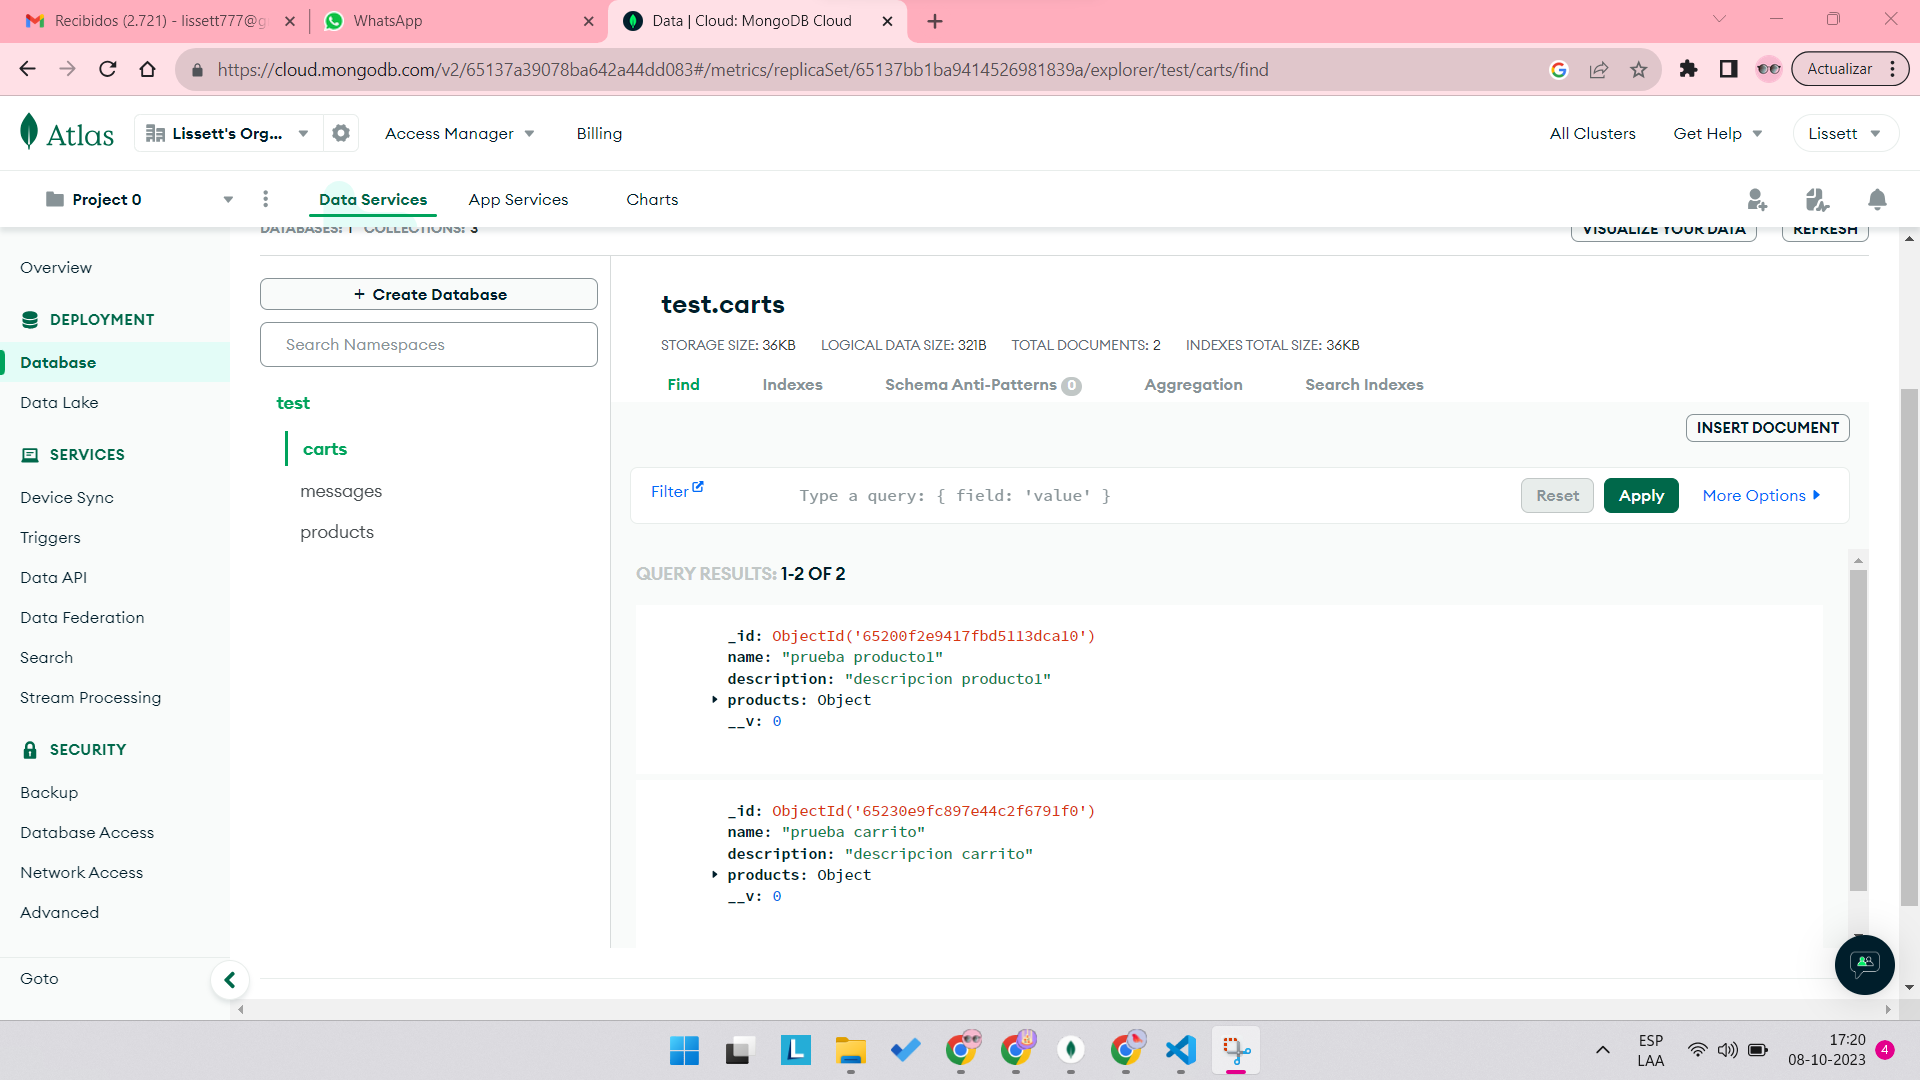 Recibidos (2.721) - lissett777@g
WhatsApp
Data | Cloud: MongoDB Cloud
https://cloud.mongodb.com/v2/65137a39078ba642a44dd083#/metrics/replicaSet/65137bb1ba9414526981839a/explorer/test/carts/find
Actualizar
Atlas
Lissett's Org...
Access Manager
Billing
All Clusters
Get Help
Lissett
Project 0
Data Services
App Services
Charts
DATABASES: 1 COLLECTIONS: 3
VISUALIZE YOUR DATA
REFRESH
Overview
DEPLOYMENT
Database
Data Lake
SERVICES
Device Sync
Triggers
Data API
Data Federation
Search
Stream Processing
SECURITY
Backup
Database Access
Network Access
Advanced
Goto
+ Create Database
Search Namespaces
test
carts
messages
products
test.carts
STORAGE SIZE: 36KB LOGICAL DATA SIZE: 321B TOTAL DOCUMENTS: 2 INDEXES TOTAL SIZE: 36KB
Find Indexes Schema Anti-Patterns 0 Aggregation Search Indexes
INSERT DOCUMENT
Filter
Type a query: { field: 'value' }
Reset
Apply
More Options
QUERY RESULTS: 1-2 OF 2
_id: ObjectId('65200f2e9417fbd5113dca10')
name: "prueba producto1"
description: "descripcion producto1"
products: Object
__v: 0
_id: ObjectId('65230e9fc897e44c2f6791f0')
name: "prueba carrito"
description: "descripcion carrito"
products: Object
__v: 0
L
ESP
LAA
17:20
08-10-2023
4